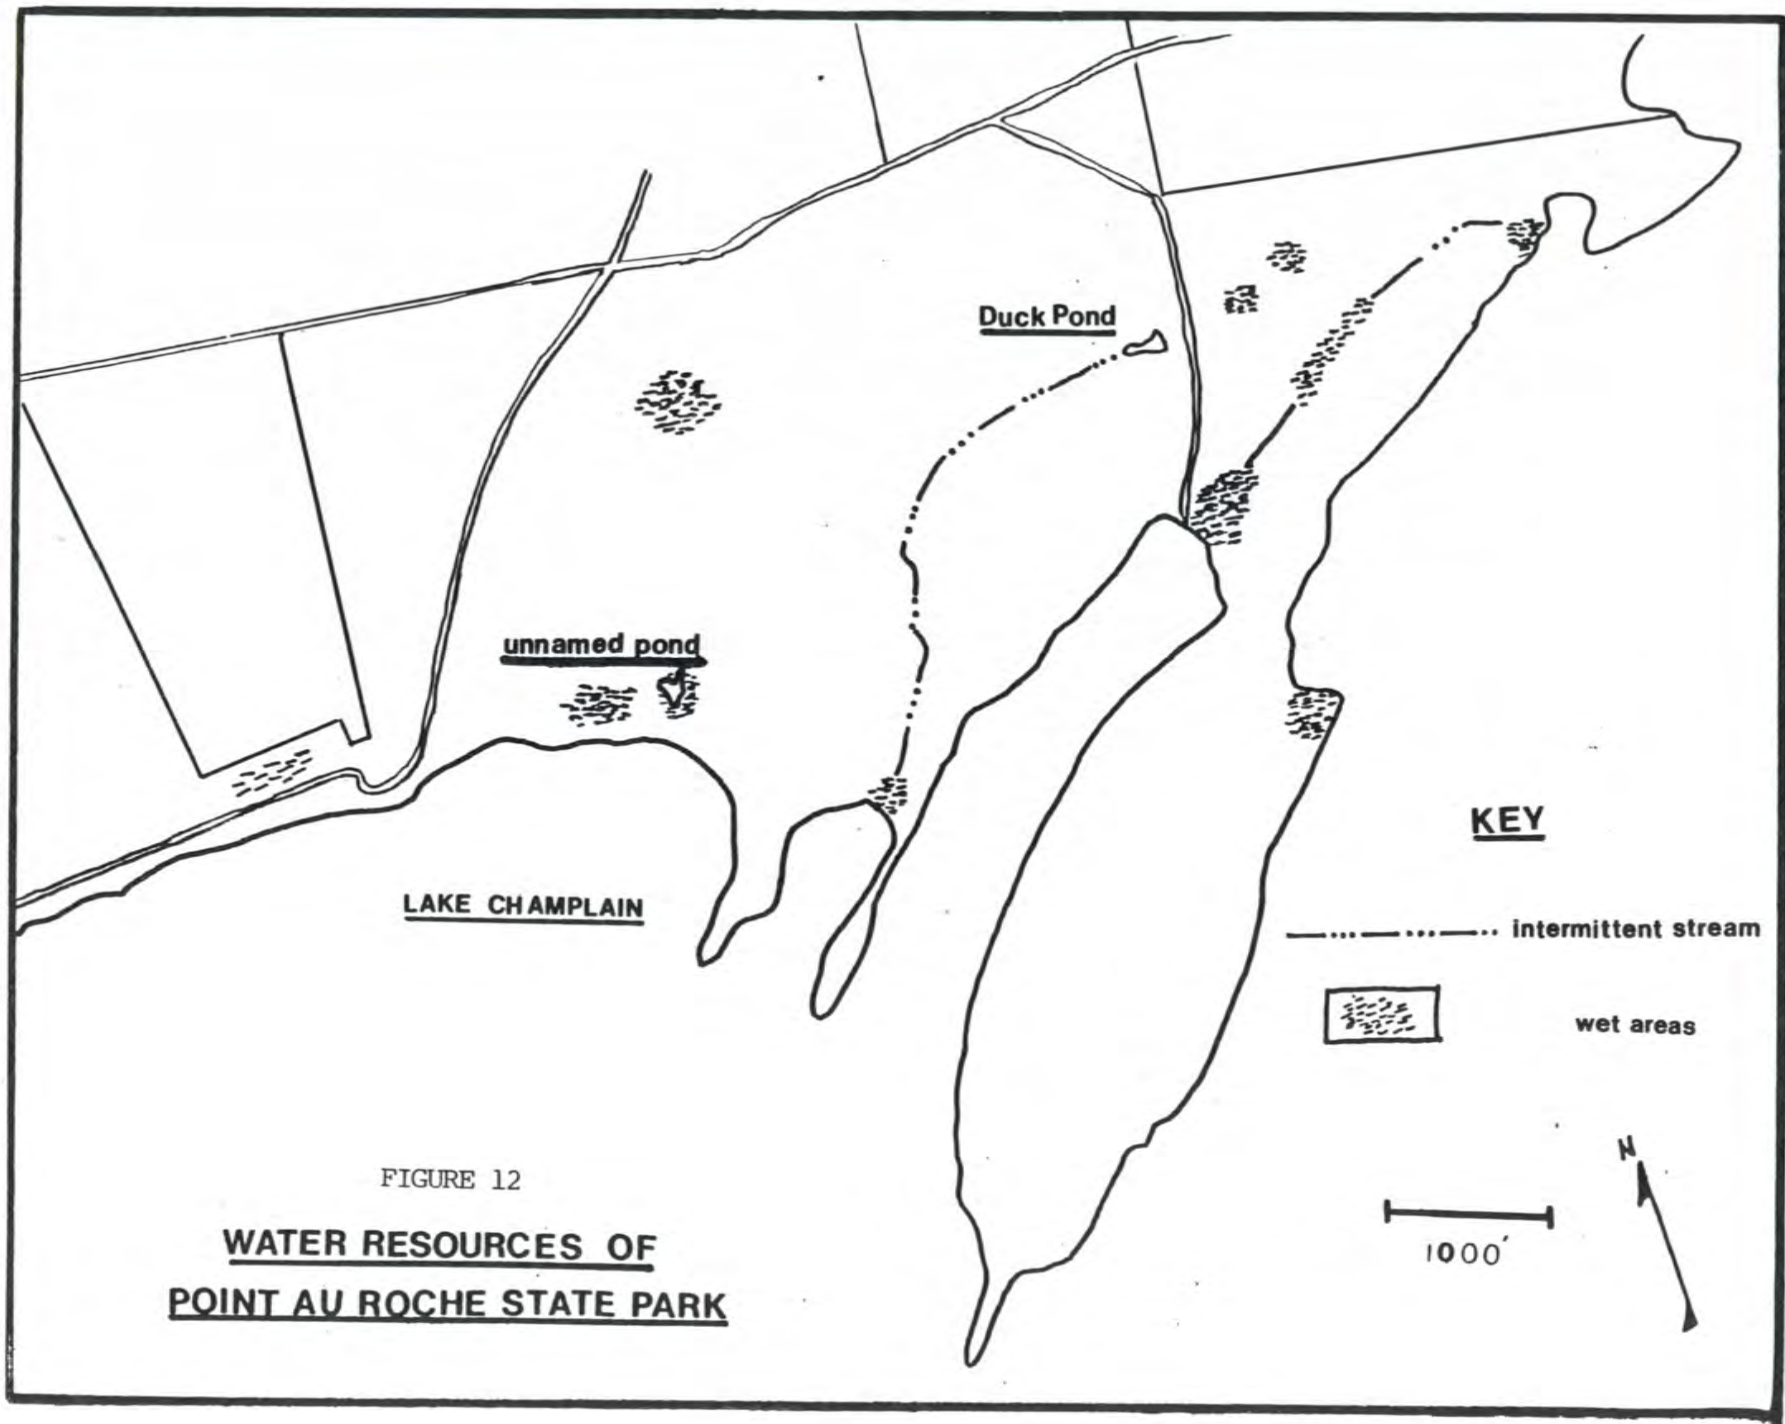 Duck Pond
unnamed pond
LAKE CHAMPLAIN
KEY
intermittent stream
wet areas
N
1000'
FIGURE 12
WATER RESOURCES OF
POINT AU ROCHE STATE PARK